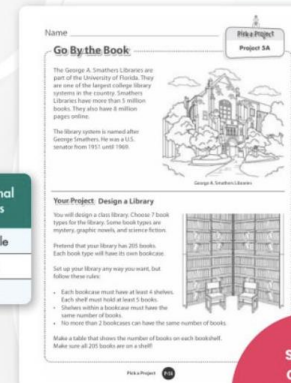 Name
Pick a Project
Project 5A
Go By the Book
The George A. Smathers Libraries are
part of the University of Florida. They
are one of the largest college library
systems in the country. Smathers
Libraries have more than 5 million
books. They also have 8 million
pages online.
The library system is named after
George Smathers. He was a U.S.
senator from 1951 until 1969.
George A. Smathers Libraries
Your Project: Design a Library
You will design a class library. Choose 7 book
types for the library. Some book types are
mystery, graphic novels, and science fiction.
Pretend that your library has 205 books.
Each book type will have its own bookcase.
Set up your library any way you want, but
follow these rules:
• Each bookcase must have at least 4 shelves.
Each shelf must hold at least 5 books.
• Shelves within a bookcase must have the
same number of books.
• No more than 2 bookcases can have the same number of books.
Make a table that shows the number of books on each bookshelf.
Make sure all 205 books are on a shelf!
Pick a Project